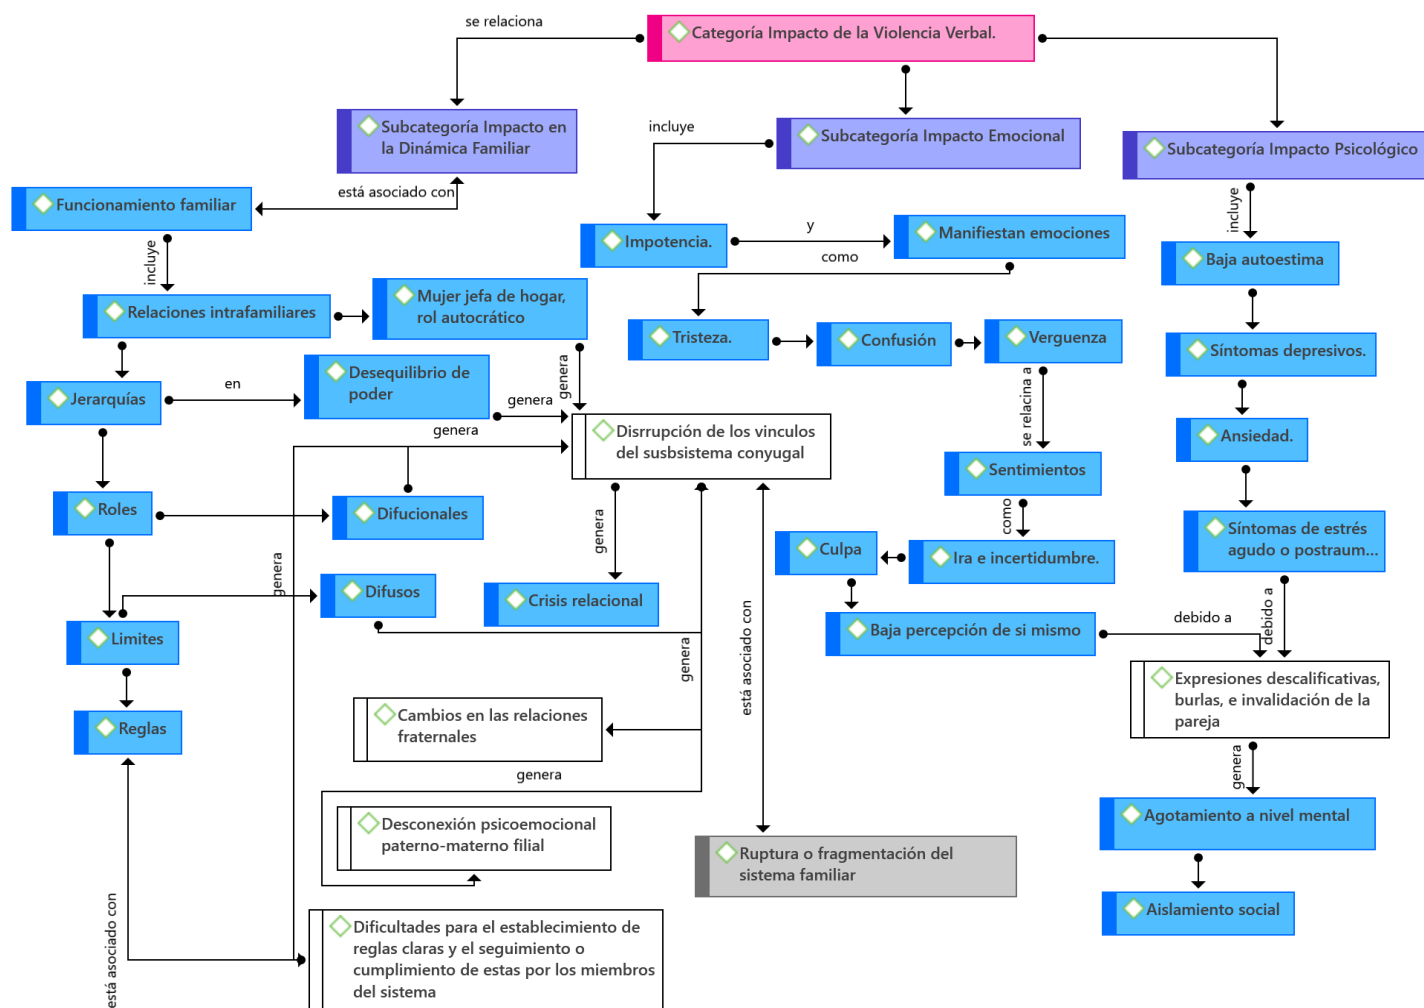 se relaciona
Categoría Impacto de la Violencia Verbal.
Subcategoría Impacto en
la Dinámica Familiar
incluye
Subcategoría Impacto Emocional
Subcategoría Impacto Psicológico
está asociado con
Funcionamiento familiar
incluye
Impotencia.
y
Manifiestan emociones
como
incluye
Baja autoestima
Relaciones intrafamiliares
Mujer jefa de hogar,
rol autocrático
genera
Tristeza.
Confusión
Verguenza
Síntomas depresivos.
Jerarquías
en
Desequilibrio de
poder
genera
genera
Disrrupción de los vinculos
del susbsistema conyugal
se relacina a
Ansiedad.
Sentimientos
como
Roles
Difucionales
genera
Síntomas de estrés
agudo o postraum...
Culpa
Ira e incertidumbre.
genera
Difusos
Crisis relacional
Limites
Baja percepción de si mismo
debido a
debido a
genera
está asociado con
Expresiones descalificativas,
burlas, e invalidación de la
pareja
Reglas
Cambios en las relaciones
fraternales
genera
genera
Desconexión psicoemocional
paterno-materno filial
Ruptura o fragmentación del
sistema familiar
Agotamiento a nivel mental
Aislamiento social
está asociado con
Dificultades para el establecimiento de
reglas claras y el seguimiento o
cumplimiento de estas por los miembros
del sistema